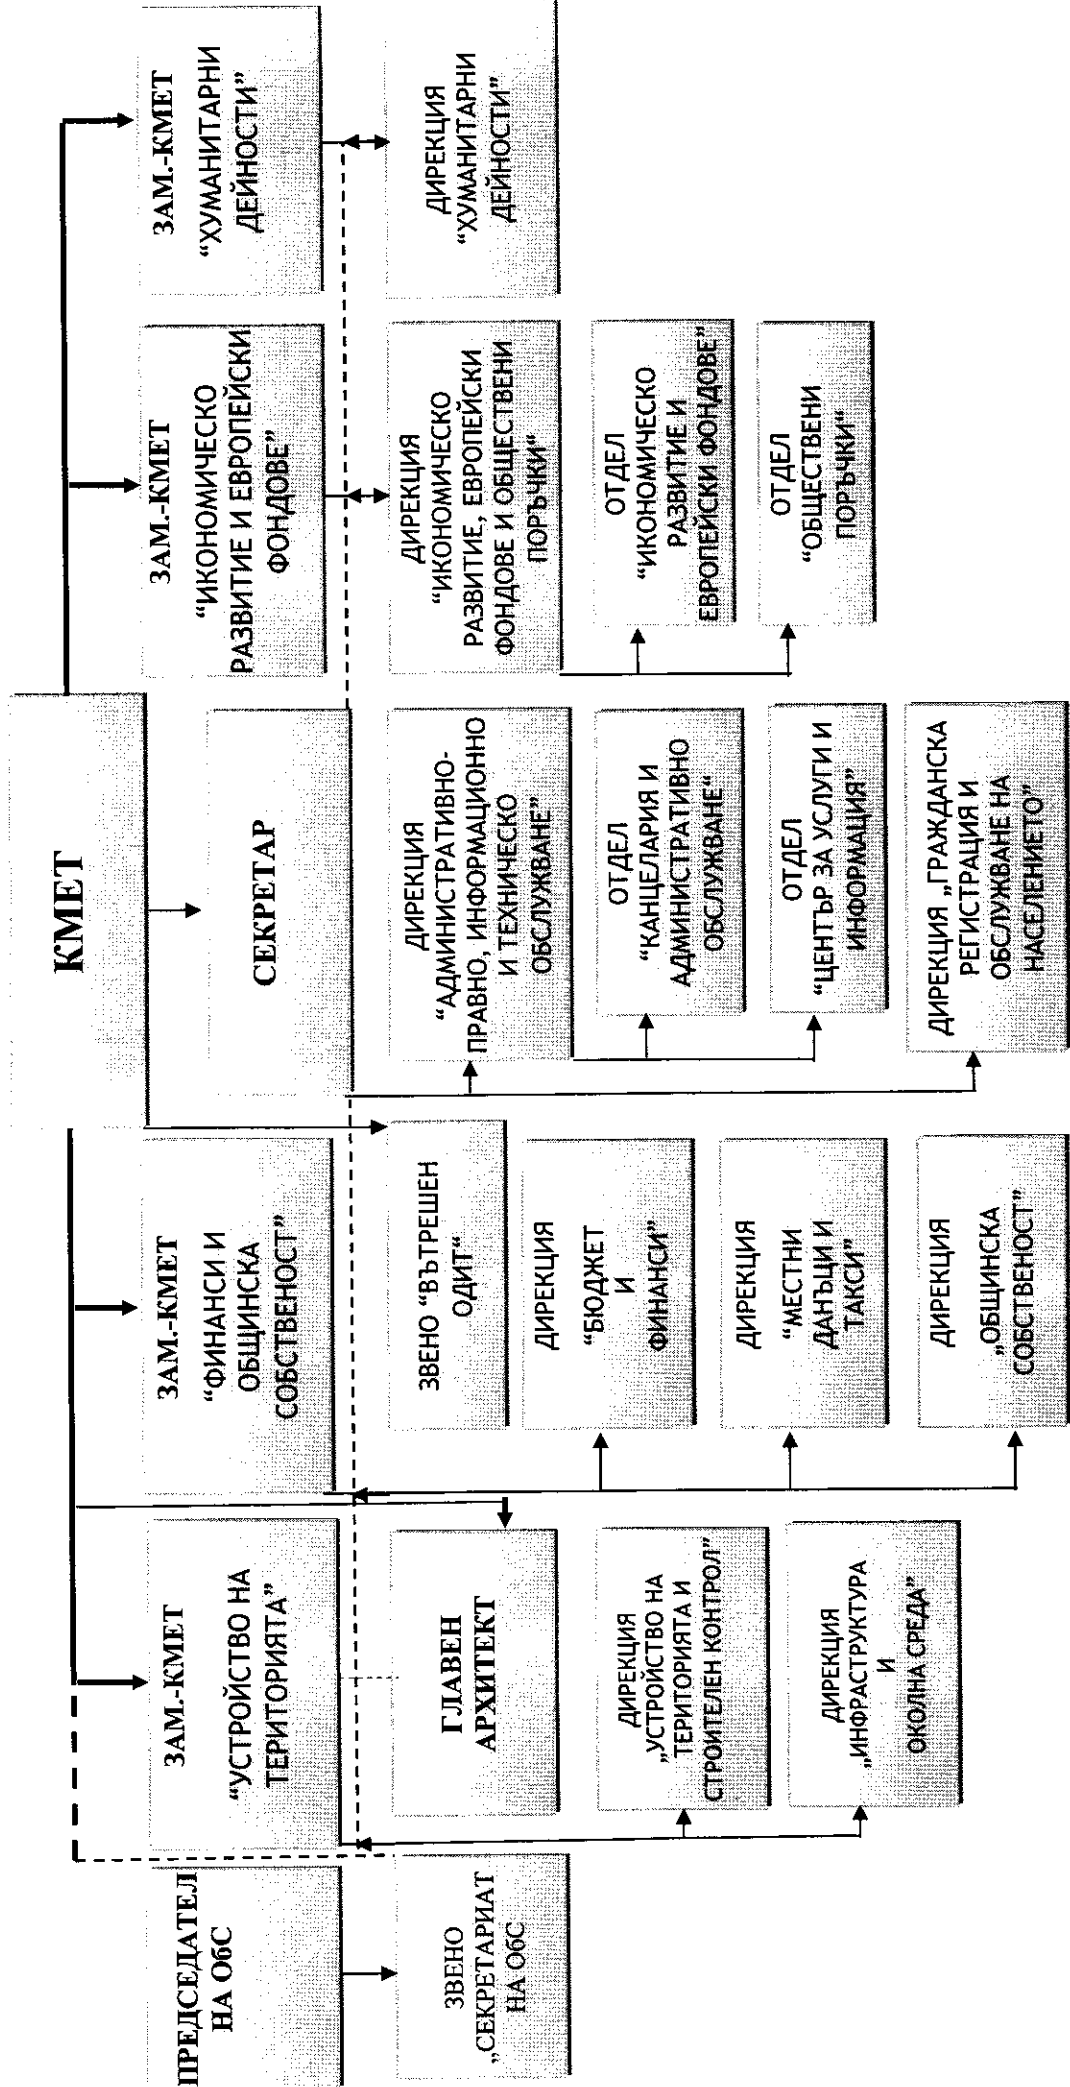 КМЕТ
ПРЕДСЕДАТЕЛ
НА ОбС
ЗАМ.-КМЕТ
“УСТРОЙСТВО НА
ТЕРИТОРИЯТА”
ЗАМ.-КМЕТ
“ФИНАНСИ И
ОБЩИНСКА
СОБСТВЕНОСТ”
СЕКРЕТАР
ЗАМ.-КМЕТ
“ИКОНОМИЧЕСКО
РАЗВИТИЕ И ЕВРОПЕЙСКИ
ФОНДОВЕ”
ЗАМ.-КМЕТ
“ХУМАНИТАРНИ
ДЕЙНОСТИ”
ЗВЕНО
„СЕКРЕТАРИАТ
НА ОбС
ГЛАВЕН
АРХИТЕКТ
ДИРЕКЦИЯ
„УСТРОЙСТВО НА
ТЕРИТОРИЯТА И
СТРОИТЕЛЕН КОНТРОЛ”
ДИРЕКЦИЯ
„ИНФРАСТРУКТУРА
И
ОКОЛНА СРЕДА”
ЗВЕНО “ВЪТРЕШЕН
ОДИТ“
ДИРЕКЦИЯ
“БЮДЖЕТ
И
ФИНАНСИ”
ДИРЕКЦИЯ
“МЕСТНИ
ДАНЪЦИ И
ТАКСИ”
ДИРЕКЦИЯ
„ОБЩИНСКА
СОБСТВЕНОСТ”
ДИРЕКЦИЯ
“АДМИНИСТРАТИВНО-
ПРАВНО, ИНФОРМАЦИОННО
И ТЕХНИЧЕСКО
ОБСЛУЖВАНЕ”
ОТДЕЛ
“КАНЦЕЛАРИЯ И
АДМИНИСТРАТИВНО
ОБСЛУЖВАНЕ“
ОТДЕЛ
“ЦЕНТЪР ЗА УСЛУГИ И
ИНФОРМАЦИЯ”
ДИРЕКЦИЯ „ГРАЖДАНСКА
РЕГИСТРАЦИЯ И
ОБСЛУЖВАНЕ НА
НАСЕЛЕНИЕТО”
ДИРЕКЦИЯ
“ИКОНОМИЧЕСКО
РАЗВИТИЕ, ЕВРОПЕЙСКИ
ФОНДОВЕ И ОБЩЕСТВЕНИ
ПОРЪЧКИ“
ОТДЕЛ
“ИКОНОМИЧЕСКО
РАЗВИТИЕ И
ЕВРОПЕЙСКИ ФОНДОВЕ”
ОТДЕЛ
“ОБЩЕСТВЕНИ
ПОРЪЧКИ“
ДИРЕКЦИЯ
“ХУМАНИТАРНИ
ДЕЙНОСТИ”